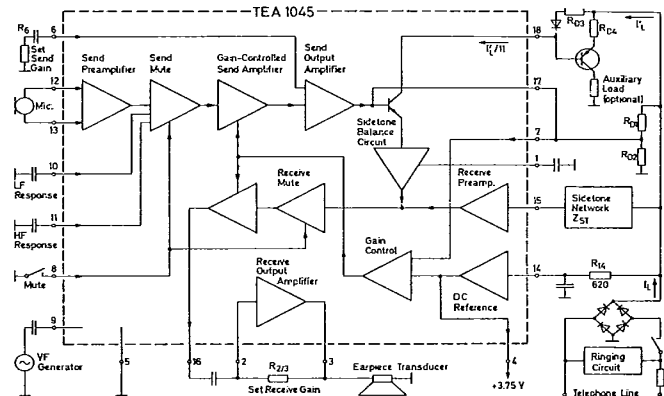 TEA 1045
R6
6
Set
Send
Gain
Send
Preamplifier
Send
Mute
Gain-Controlled
Send Amplifier
Send
Output
Amplifier
18
RD3
RD4
I'L
I'L/11
12
Mic.
13
17
Auxiliary
Load
(optional)
Sidetone
Balance
Circuit
7
RD1
RD2
10
LF
Response
1
11
HF
Response
Receive
Mute
Receive
Preamp.
15
Sidetone
Network
ZST
8
Mute
Gain
Control
14
R14
620
IL
DC
Reference
Receive
Output
Amplifier
9
VF
Generator
5
16
2
R2/3
Set Receive Gain
3
Earpiece Transducer
4
+3.75 V
Ringing
Circuit
Telephone Line